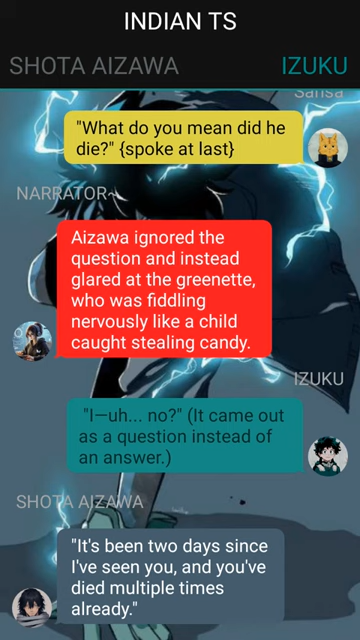 INDIAN TS
SHOTA AIZAWA
IZUKU
Sansa
"What do you mean did he
die?" {spoke at last}
NARRATOR~
Aizawa ignored the
question and instead
glared at the greenette,
who was fiddling
nervously like a child
caught stealing candy.
IZUKU
"I—uh... no?" (It came out
as a question instead of
an answer.)
SHOTA AIZAWA
"It's been two days since
I've seen you, and you've
died multiple times
already."